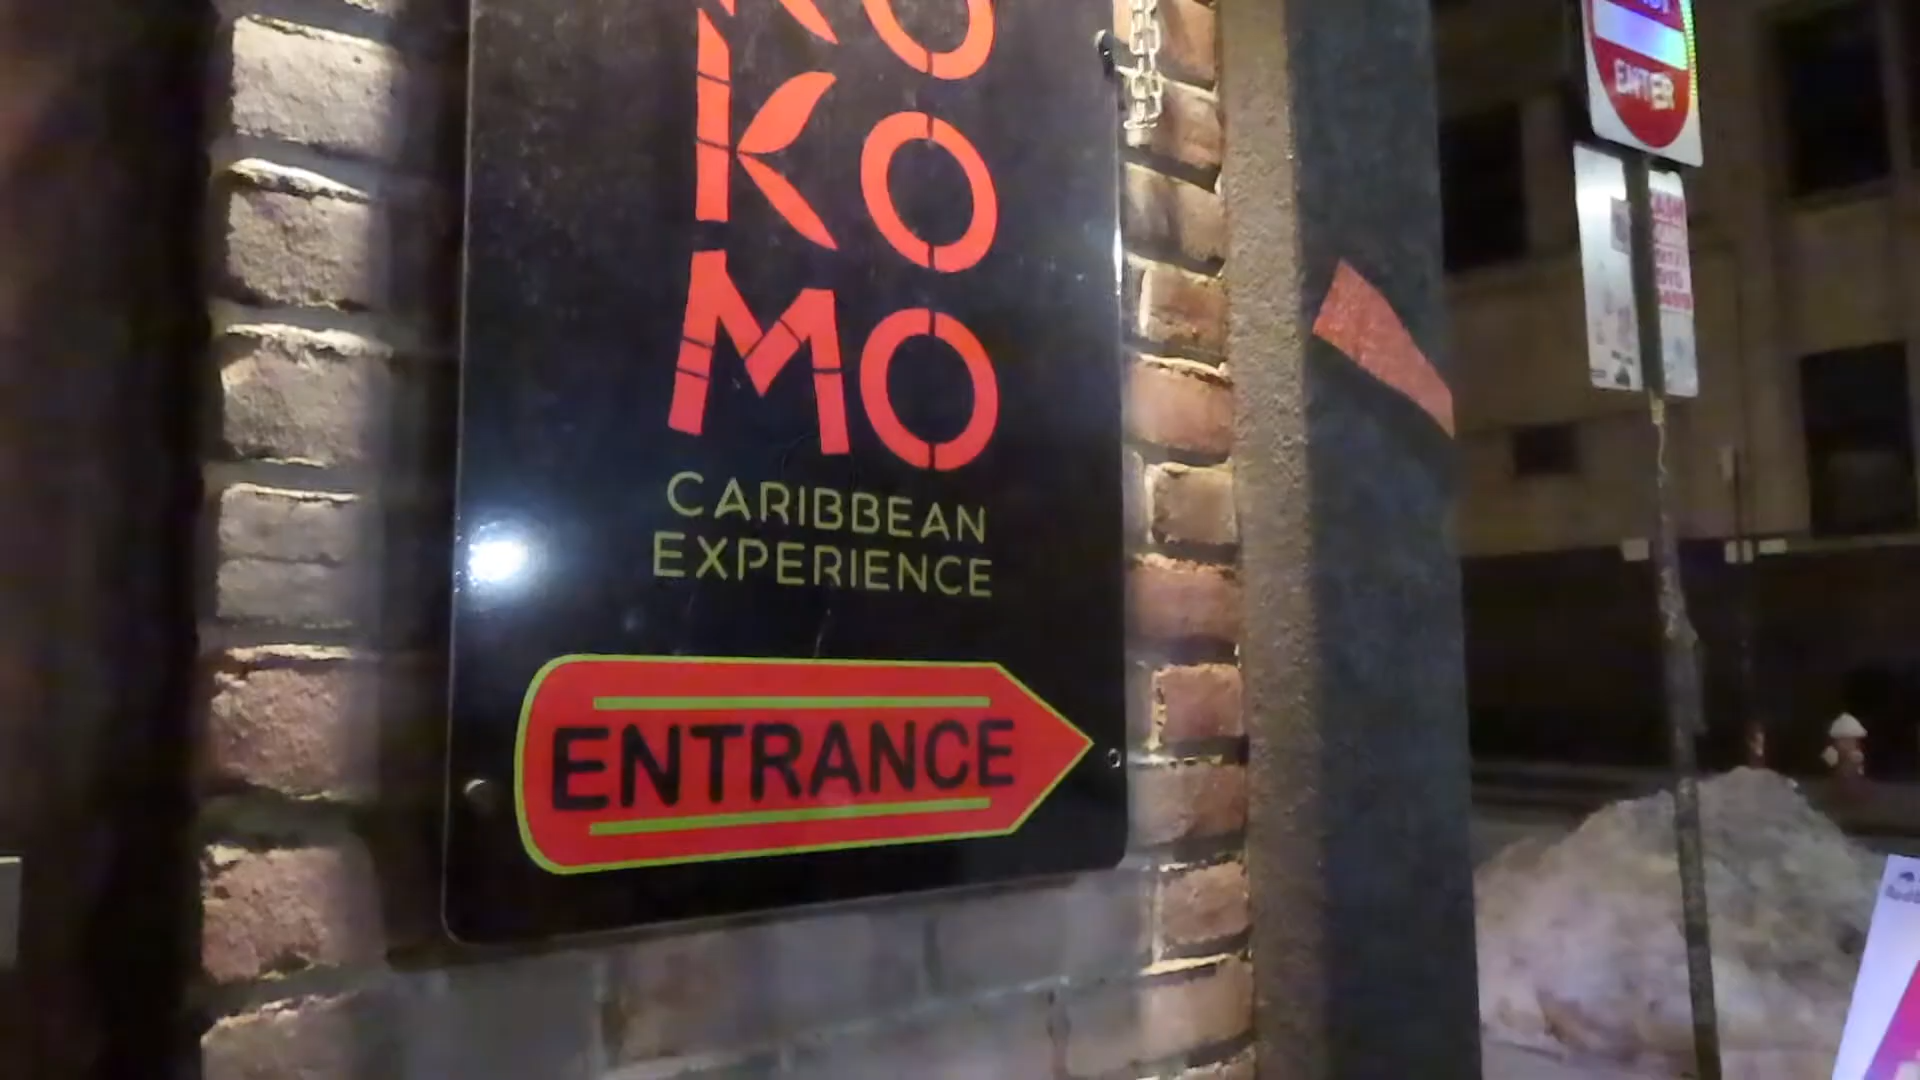 KO
KO
MO
CARIBBEAN
EXPERIENCE
ENTRANCE
ENTER